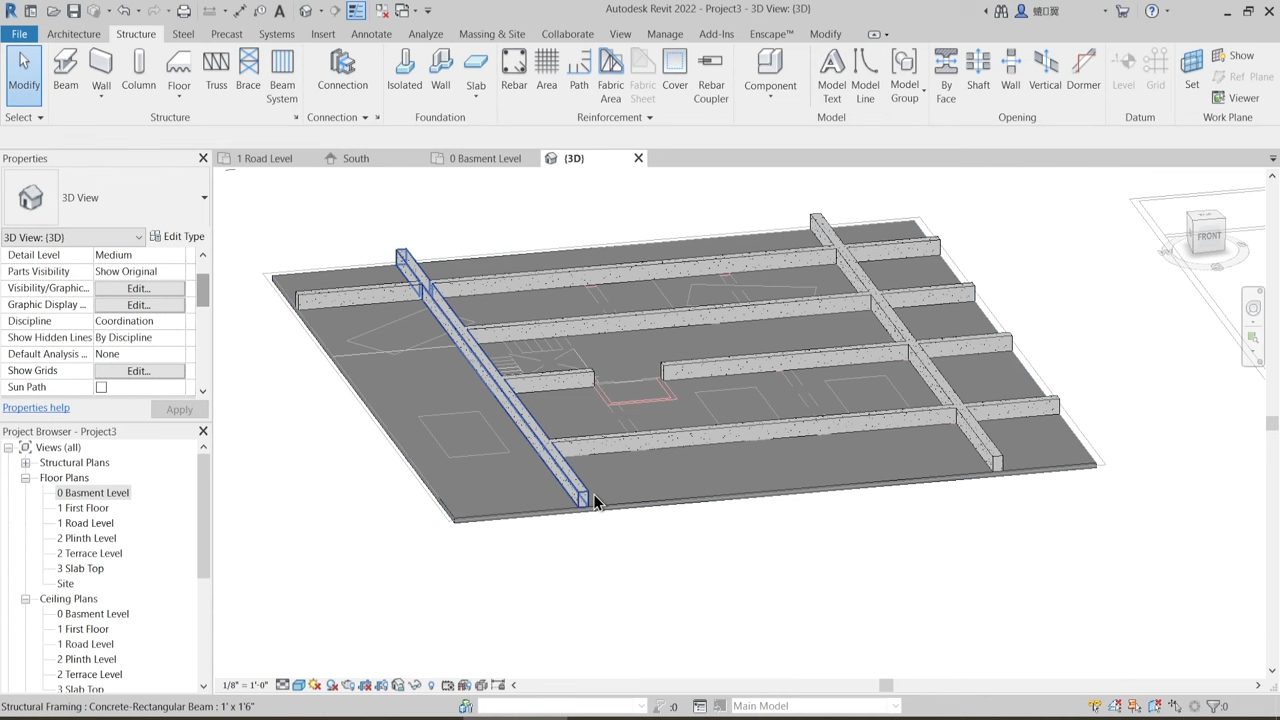 Autodesk Revit 2022 - Project3 - 3D View: {3D}
File Architecture Structure Steel Precast Systems Insert Annotate Analyze Massing & Site Collaborate View Manage Add-Ins Enscape™ Modify
Modify Beam Wall Column Floor Truss Brace Beam System Connection Isolated Wall Slab Rebar Area Path Fabric Area Fabric Sheet Cover Rebar Coupler Component Model Text Model Line Model Group By Face Shaft Wall Vertical Dormer Level Grid Set Show Ref Plane Viewer
Select Structure Connection Foundation Reinforcement Model Opening Datum Work Plane
Properties
1 Road Level South 0 Basment Level {3D}
3D View
3D View: {3D} Edit Type
Detail Level Medium
Parts Visibility Show Original
Visibility/Graphic... Edit...
Graphic Display ... Edit...
Discipline Coordination
Show Hidden Lines By Discipline
Default Analysis ... None
Show Grids Edit...
Sun Path
Properties help Apply
FRONT
Project Browser - Project3
Views (all)
Structural Plans
Floor Plans
0 Basment Level
1 First Floor
1 Road Level
2 Plinth Level
2 Terrace Level
3 Slab Top
Site
Ceiling Plans
0 Basment Level
1 First Floor
1 Road Level
2 Plinth Level
2 Terrace Level
3 Slab Top
1/8" = 1'-0"
Structural Framing : Concrete-Rectangular Beam : 1' x 1'6" :0 Main Model :0